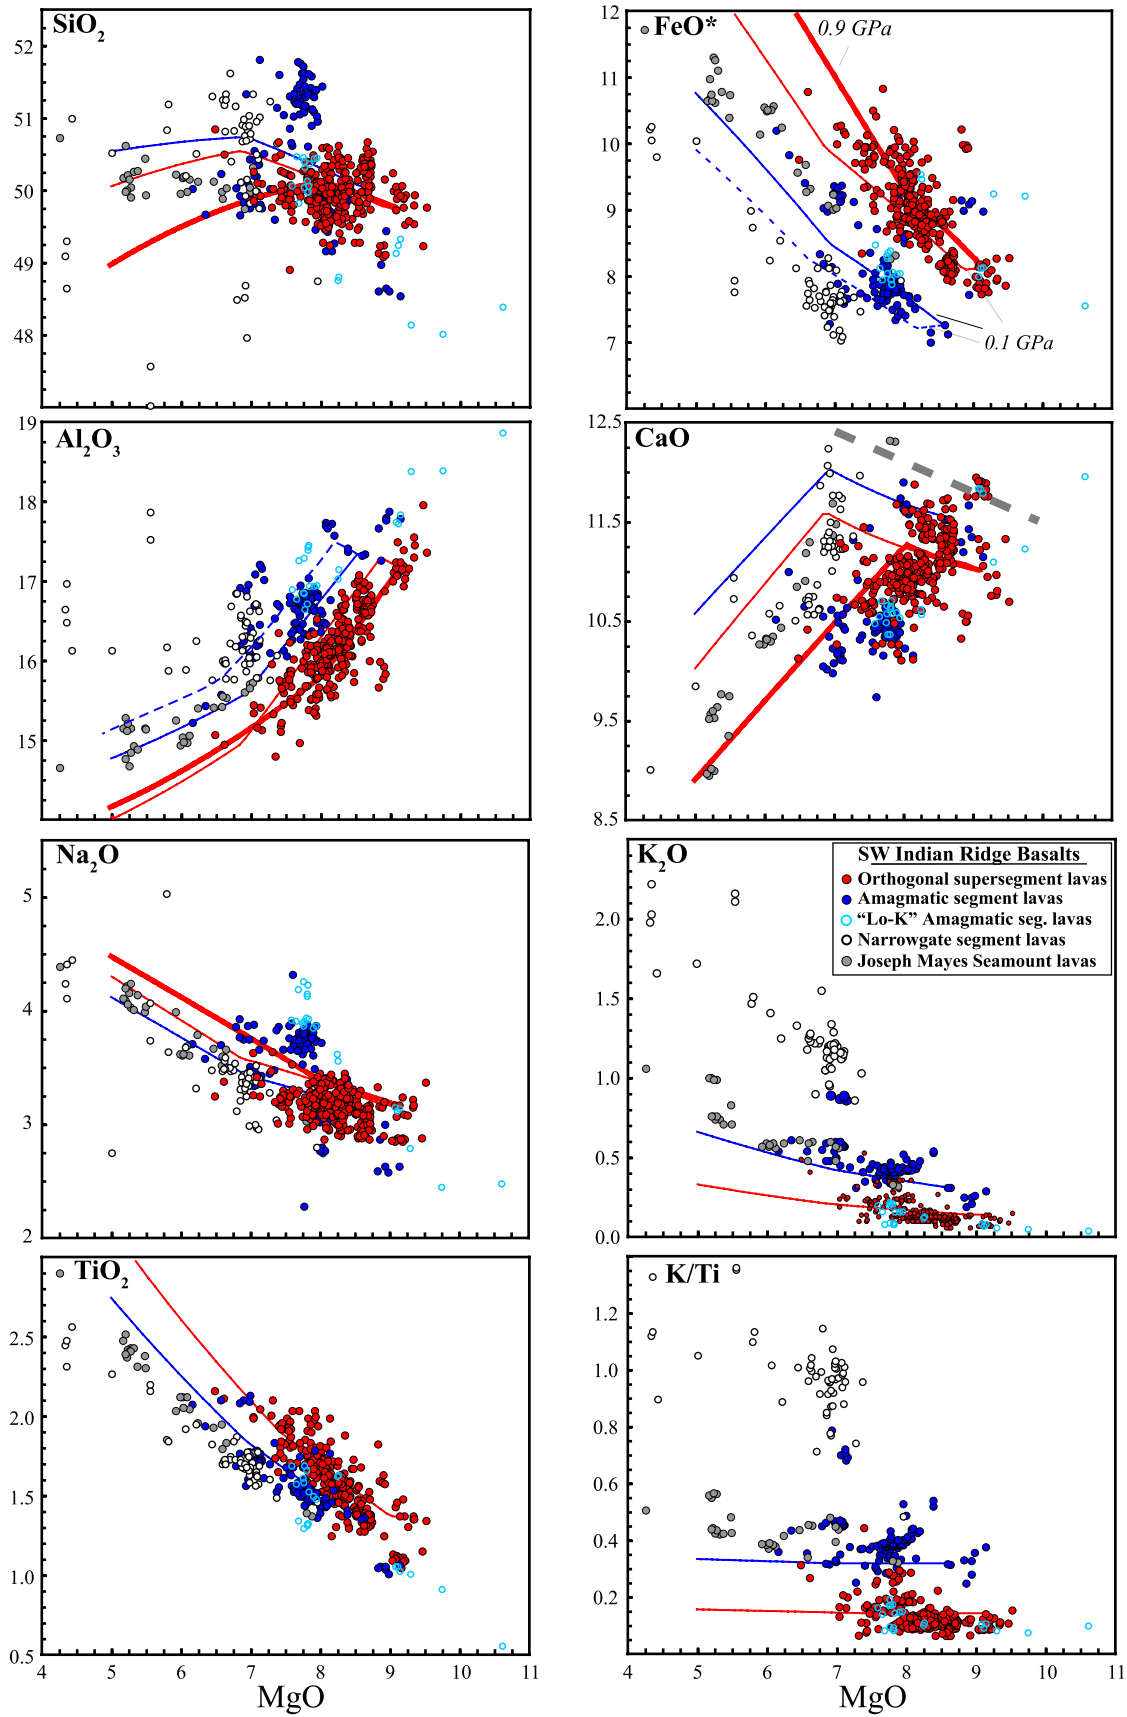 SiO2
52
51
50
49
48
FeO*
0.9 GPa
12
11
10
9
8
7
0.1 GPa
Al2O3
19
18
17
16
15
CaO
12.5
11.5
10.5
9.5
8.5
Na2O
5
4
3
2
K2O
2.0
1.5
1.0
0.5
0.0
SW Indian Ridge Basalts
Orthogonal supersegment lavas
Amagmatic segment lavas
“Lo-K” Amagmatic seg. lavas
Narrowgate segment lavas
Joseph Mayes Seamount lavas
TiO2
2.5
2.0
1.5
1.0
0.5
4 5 6 7 8 9 10 11
MgO
K/Ti
1.2
1.0
0.8
0.6
0.4
0.2
4 5 6 7 8 9 10 11
MgO